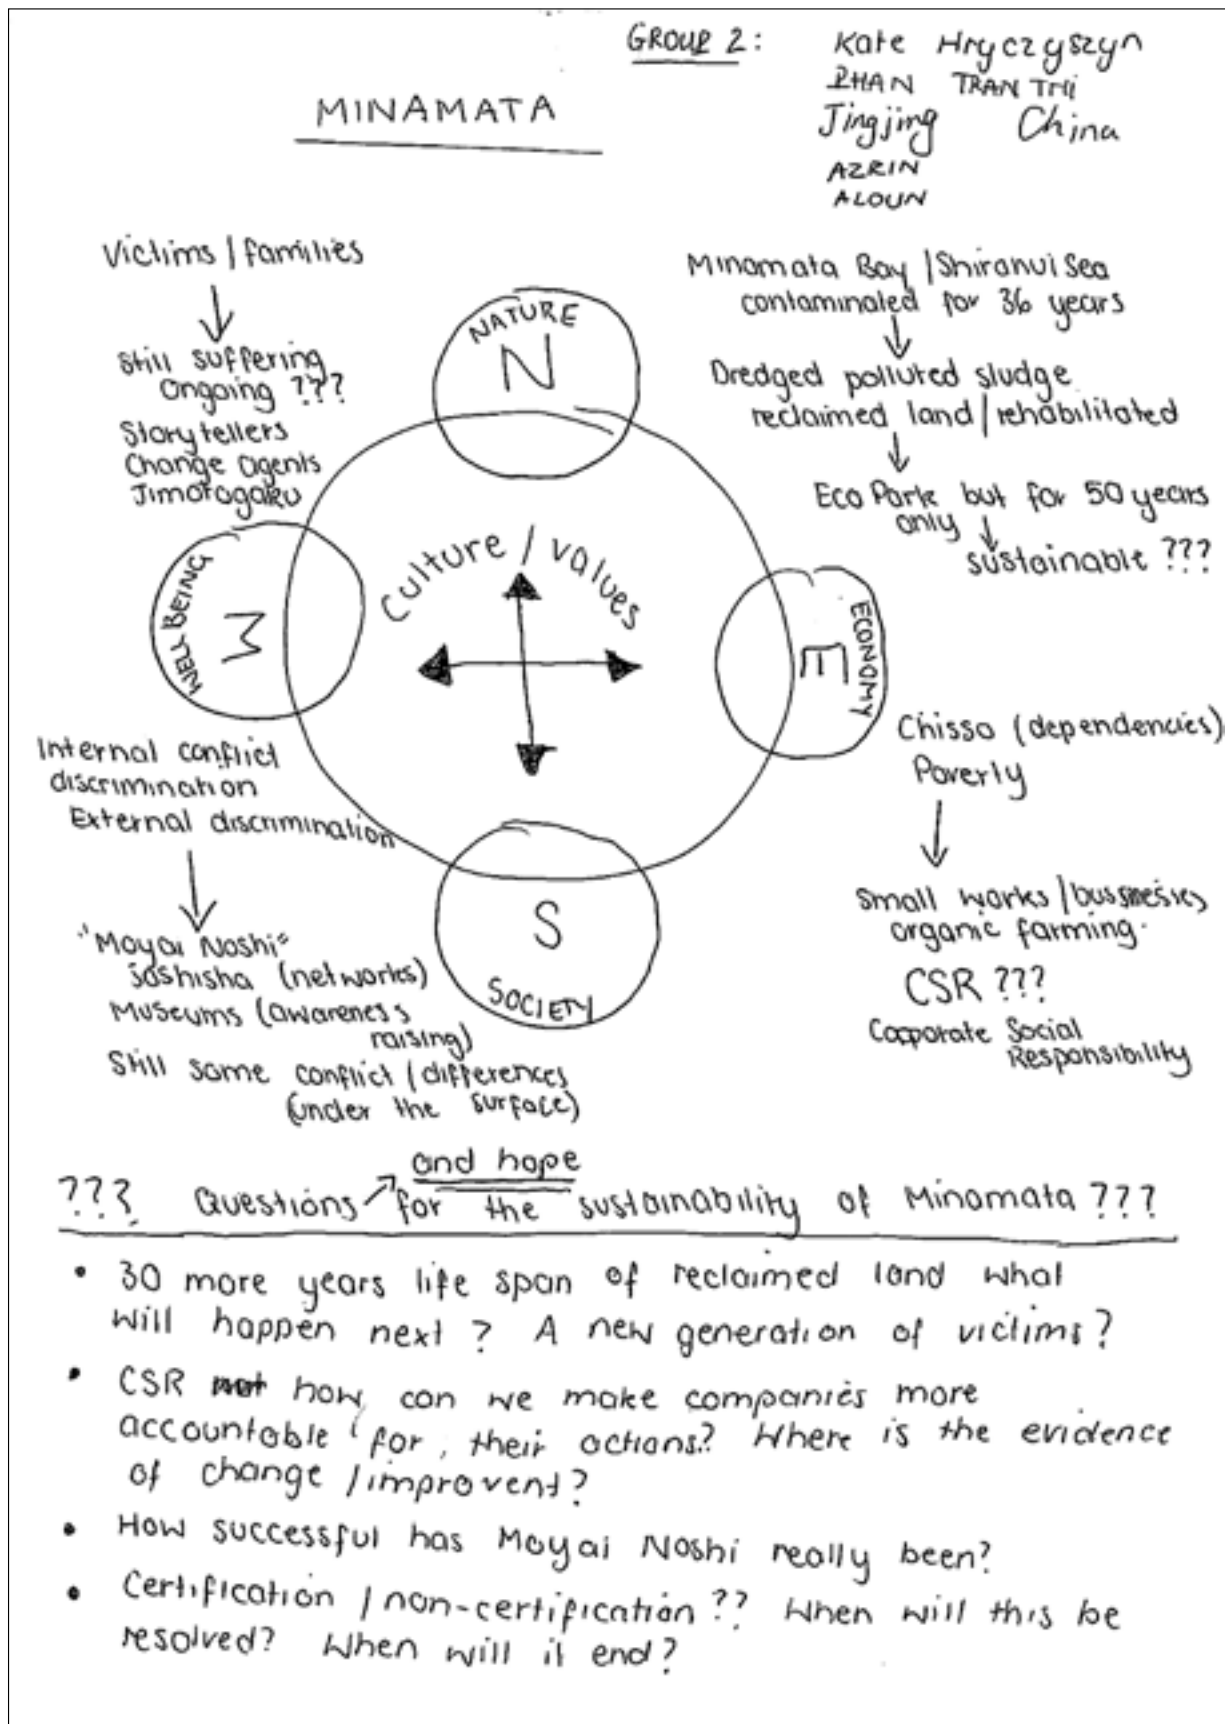 GROUP 2:
Kate Hryczyszyn
PHAN TRAN THI
Jingjing China
AZRIN
ALOUN
MINAMATA
Victims / families
Still suffering
Ongoing ???
Storytellers
Change agents
Jimotogaku
NATURE
N
Minamata Bay / Shiranui Sea
contaminated for 36 years
Dredged polluted sludge
reclaimed land / rehabilitated
Eco Park but for 50 years
only
sustainable ???
Culture / values
WELL BEING
W
ECONOMY
E
Internal conflict
discrimination
External discrimination
"Moyai Noshi"
Sashisha (networks)
Museums (awareness
raising)
Still some conflict / differences
(under the surface)
S
SOCIETY
Chisso (dependencies)
Poverty
Small works / bussnesses
organic farming.
CSR ???
Copporate Social
Responsibility
and hope
??? Questions for the sustainability of Minamata ???
• 30 more years life span of reclaimed land what
will happen next? A new generation of victims?
• CSR how can we make companies more
accountable for their actions? Where is the evidence
of change / improvent?
• How successful has Moyai Noshi really been?
• Certification / non-certification ?? When will this be
resolved? When will it end?